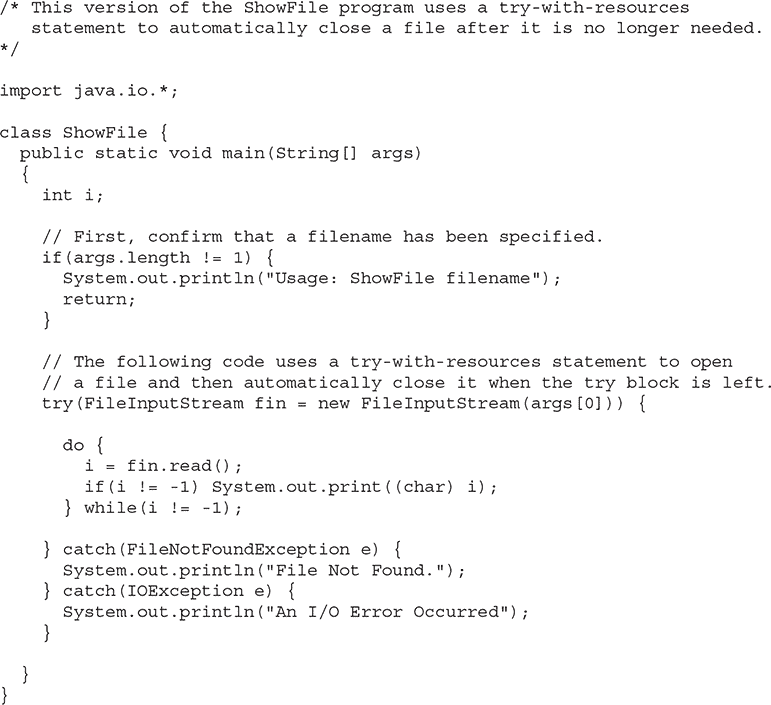 /* This version of the ShowFile program uses a try-with-resources
   statement to automatically close a file after it is no longer needed.
*/

import java.io.*;

class ShowFile {
  public static void main(String[] args)
  {
    int i;

    // First, confirm that a filename has been specified.
    if(args.length != 1) {
      System.out.println("Usage: ShowFile filename");
      return;
    }

    // The following code uses a try-with-resources statement to open
    // a file and then automatically close it when the try block is left.
    try(FileInputStream fin = new FileInputStream(args[0])) {

      do {
        i = fin.read();
        if(i != -1) System.out.print((char) i);
      } while(i != -1);

    } catch(FileNotFoundException e) {
      System.out.println("File Not Found.");
    } catch(IOException e) {
      System.out.println("An I/O Error Occurred");
    }

  }
}